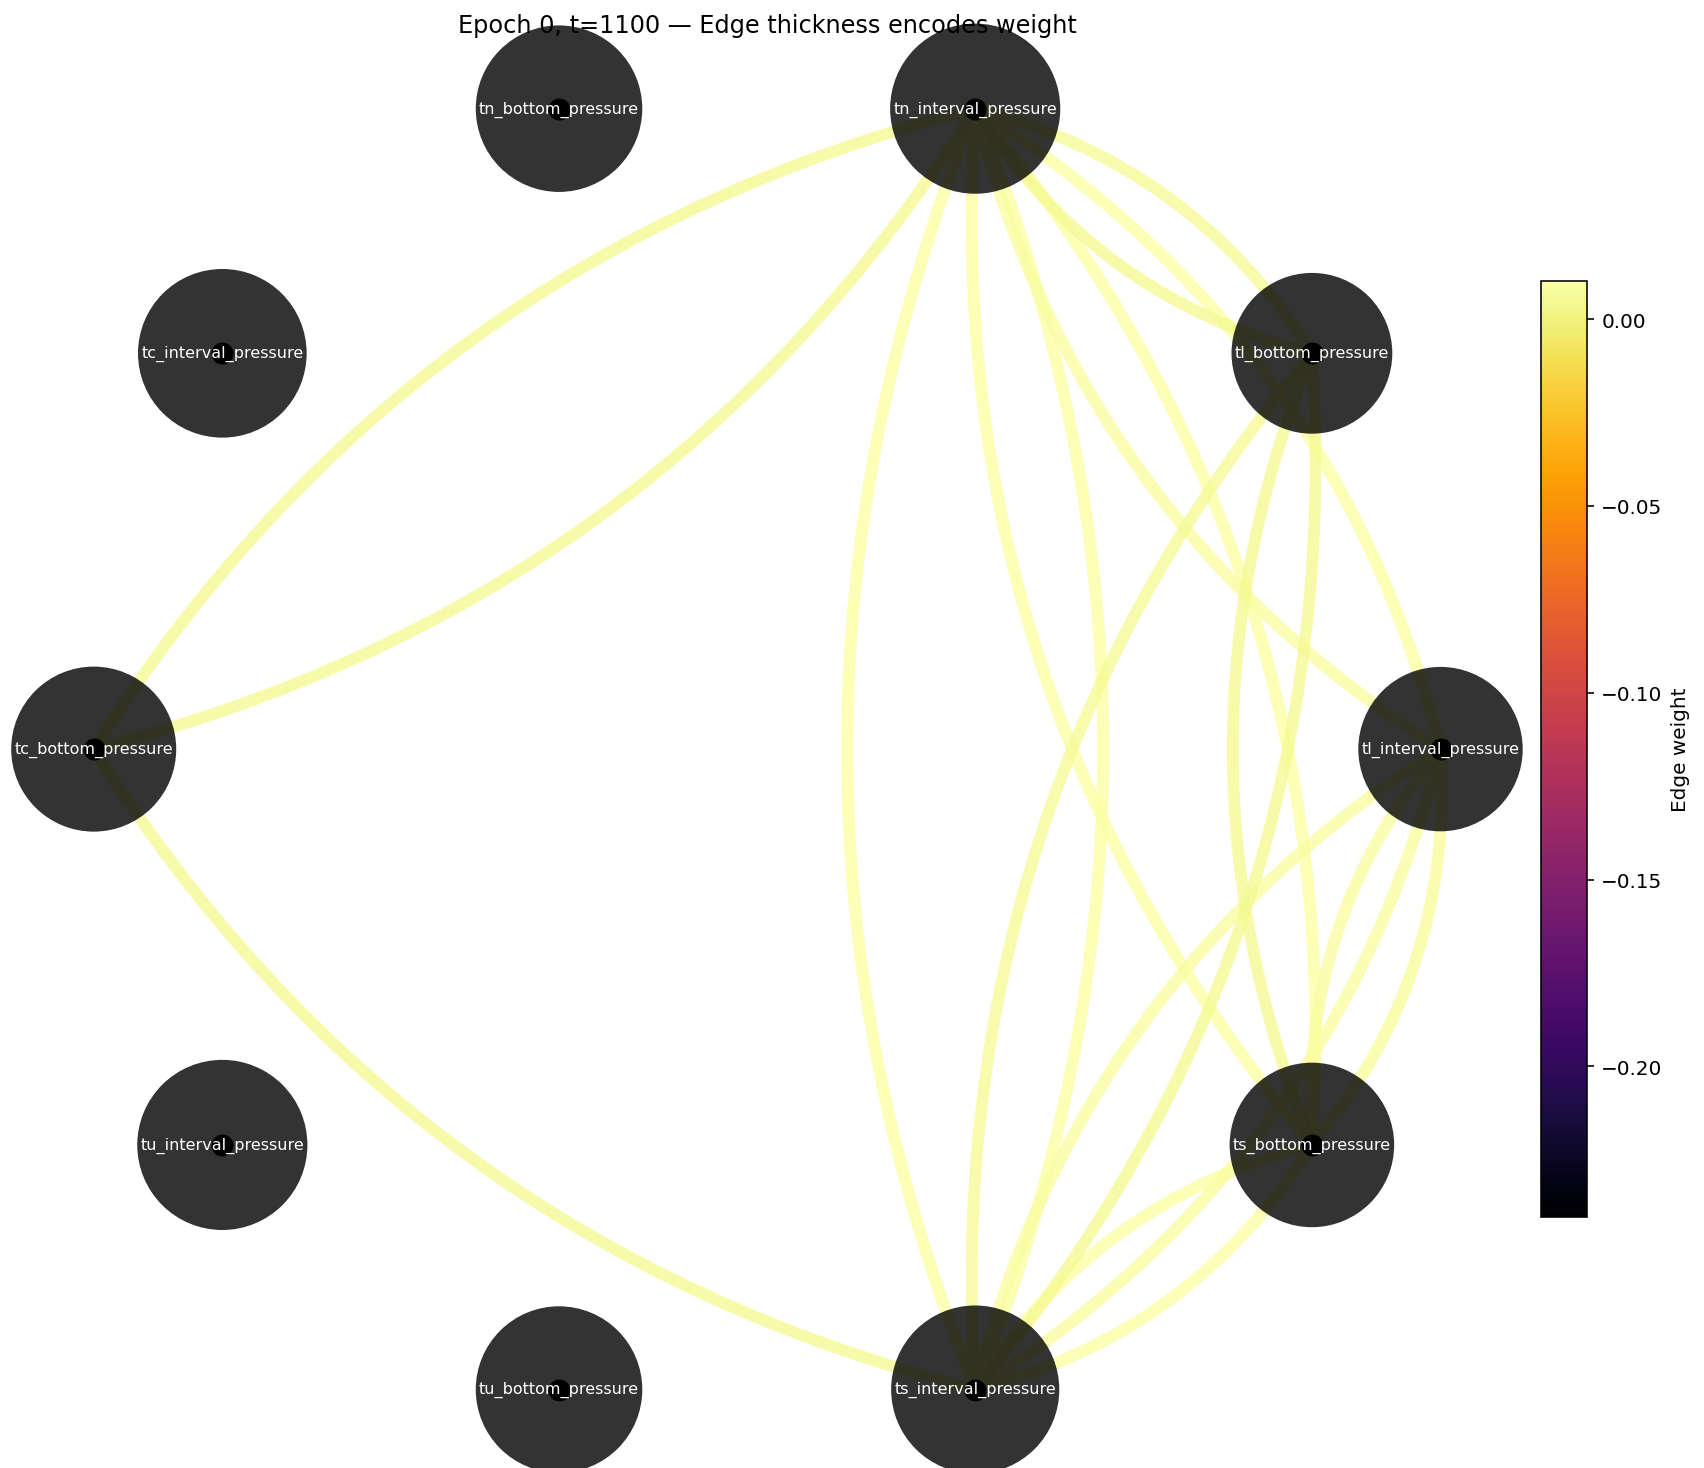 Epoch 0, t=1100 — Edge thickness encodes weight
tn_bottom_pressure
tn_interval_pressure
tc_interval_pressure
tl_bottom_pressure
tc_bottom_pressure
tl_interval_pressure
tu_interval_pressure
ts_bottom_pressure
tu_bottom_pressure
ts_interval_pressure
0.00
−0.05
−0.10
−0.15
−0.20
Edge weight